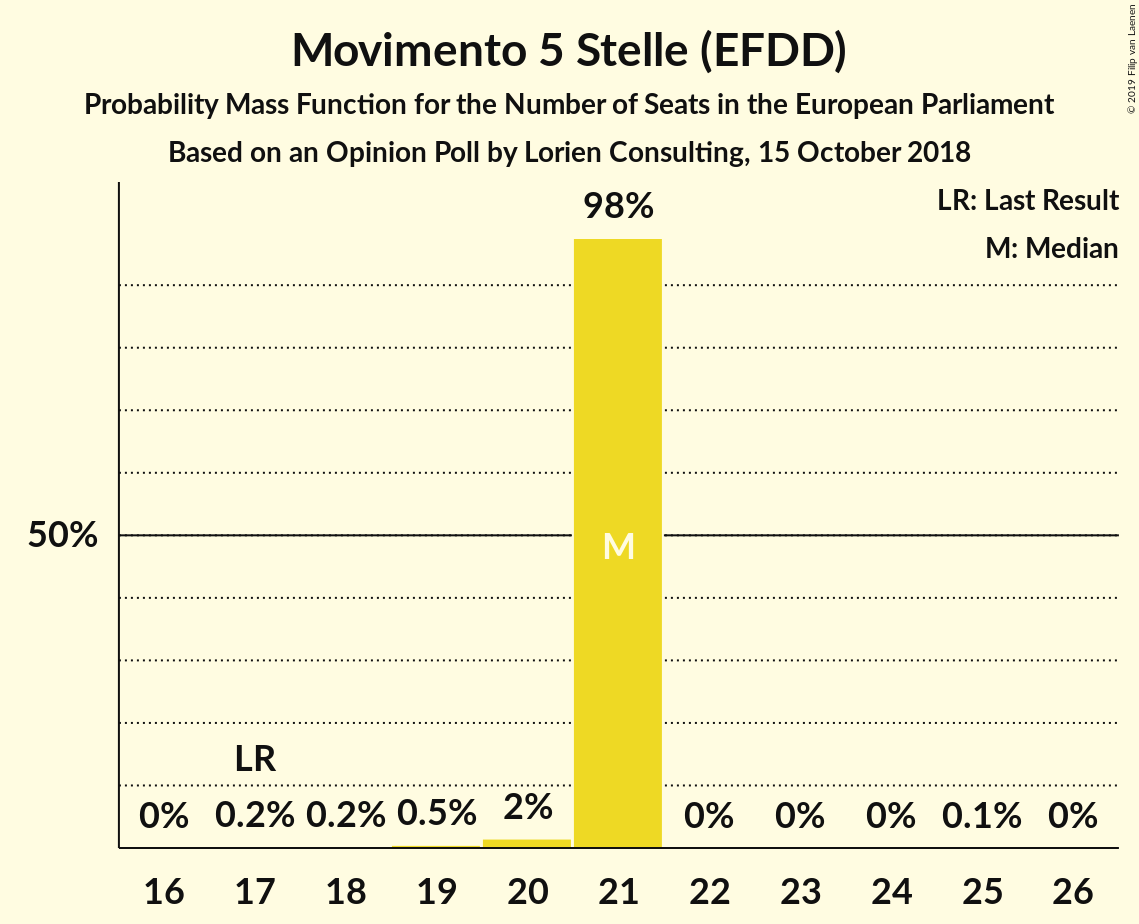 Movimento 5 Stelle (EFDD)
Probability Mass Function for the Number of Seats in the European Parliament
Based on an Opinion Poll by Lorien Consulting, 15 October 2018
© 2019 Filip van Laenen
LR: Last Result
M: Median
98%
50%
M
LR
0% 0.2% 0.2% 0.5% 2% 0% 0% 0% 0.1% 0%
16 17 18 19 20 21 22 23 24 25 26